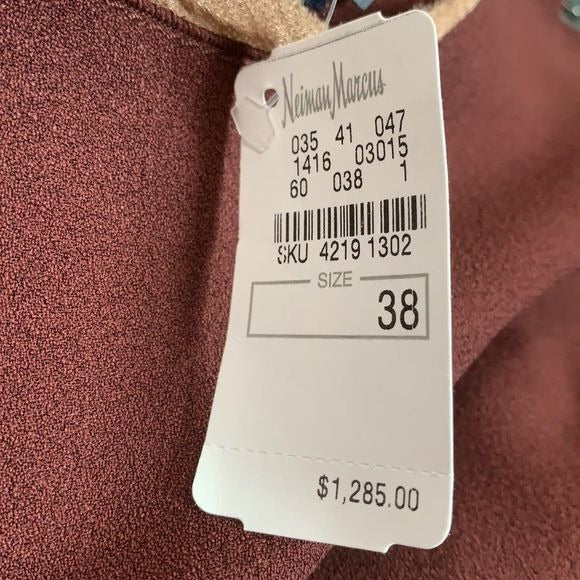 Neiman Marcus
035 41 047
1416 03015
60 038 1
SKU 4219 1302
SIZE
38
$1,285.00